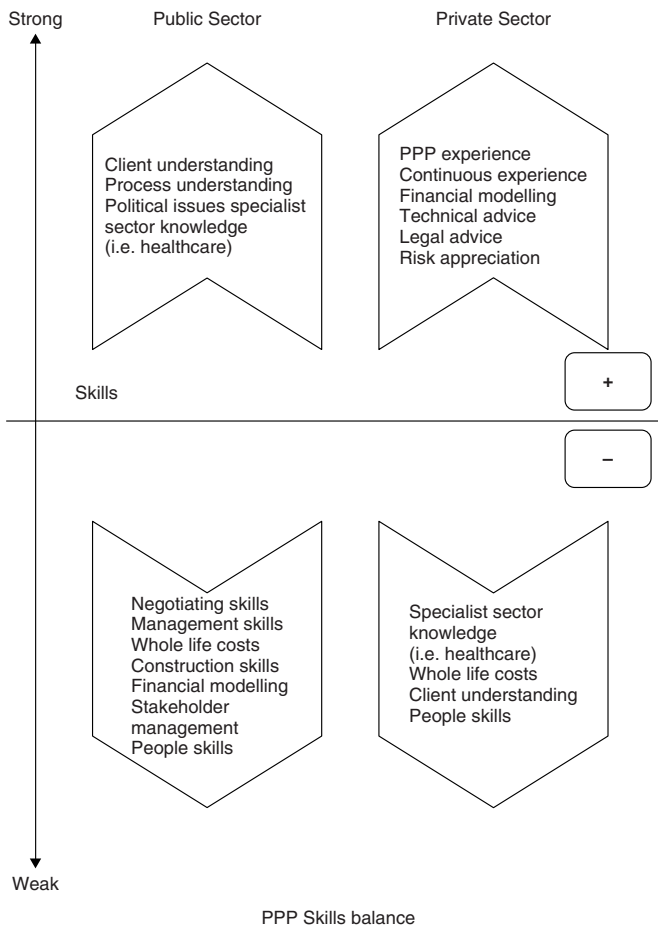 Strong
Public Sector
Private Sector
Client understanding
Process understanding
Political issues specialist
sector knowledge
(i.e. healthcare)
PPP experience
Continuous experience
Financial modelling
Technical advice
Legal advice
Risk appreciation
Skills
+
–
Negotiating skills
Management skills
Whole life costs
Construction skills
Financial modelling
Stakeholder
management
People skills
Specialist sector
knowledge
(i.e. healthcare)
Whole life costs
Client understanding
People skills
Weak
PPP Skills balance